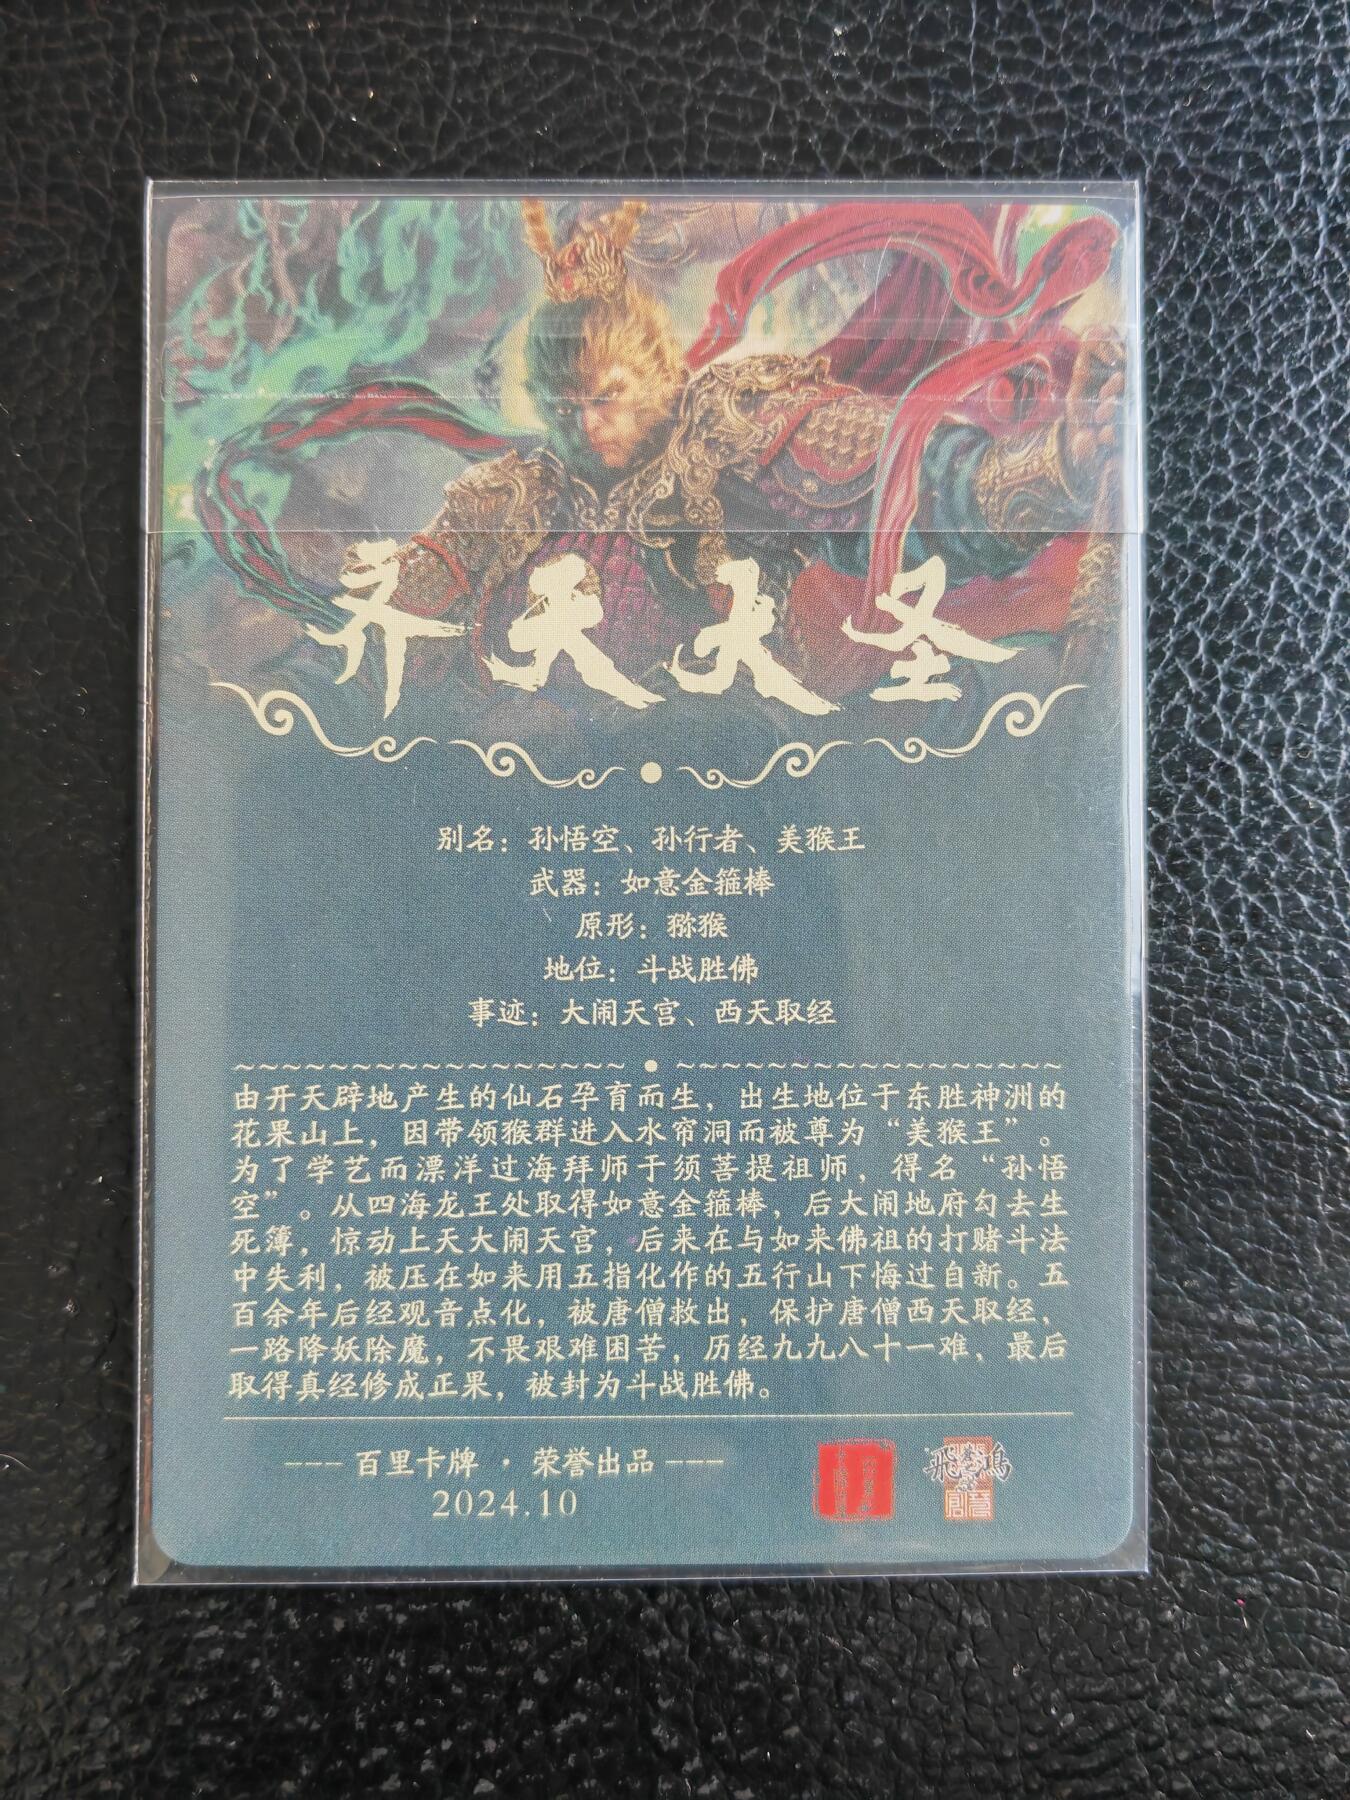 齐天大圣
别名：孙悟空、孙行者、美猴王
武器：如意金箍棒
原形：猕猴
地位：斗战胜佛
事迹：大闹天宫、西天取经
由开天辟地产生的仙石孕育而生，出生地位于东胜神洲的
花果山上，因带领猴群进入水帘洞而被尊为“美猴王”。
为了学艺而漂洋过海拜师于须菩提祖师，得名“孙悟
空”。从四海龙王处取得如意金箍棒，后大闹地府勾去生
死簿，惊动上天大闹天宫，后来在与如来佛祖的打赌斗法
中失利，被压在如来用五指化作的五行山下悔过自新。五
百余年后经观音点化，被唐僧救出，保护唐僧西天取经，
一路降妖除魔，不畏艰难困苦，历经九九八十一难，最后
取得真经修成正果，被封为斗战胜佛。
--- 百里卡牌 · 荣誉出品 ---
2024.10
飛鴻